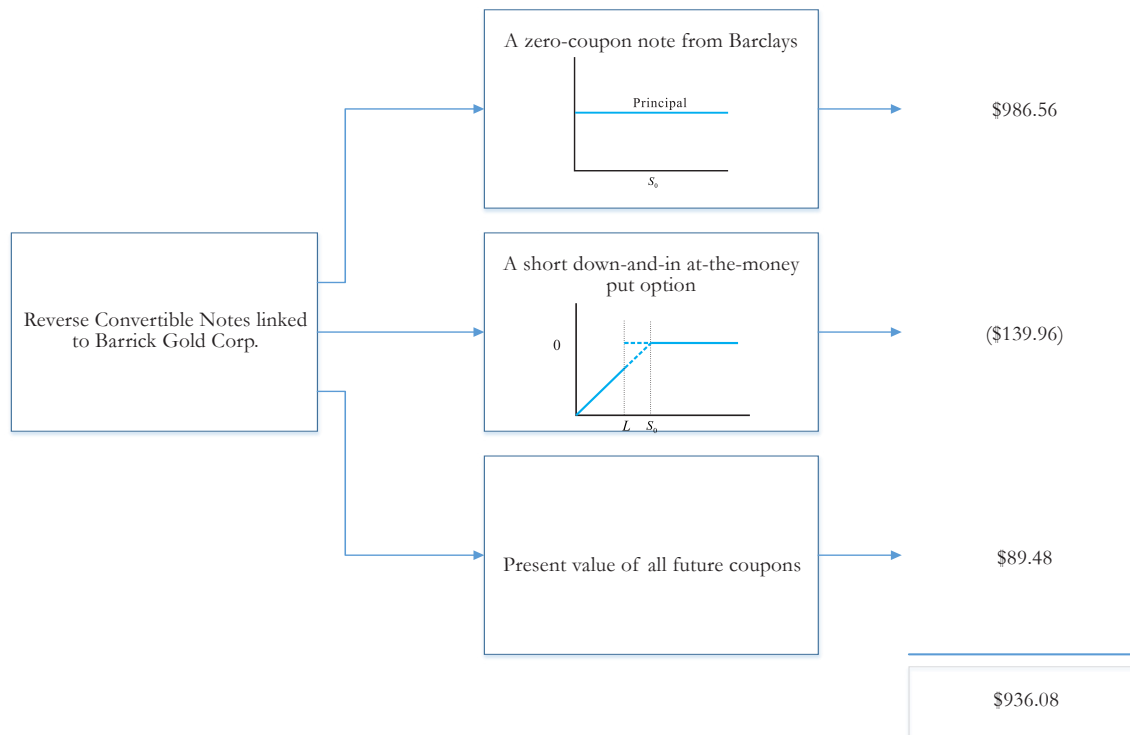 A zero-coupon note from Barclays
Principal
S₀
$986.56
Reverse Convertible Notes linked
to Barrick Gold Corp.
A short down-and-in at-the-money
put option
0
L S₀
($139.96)
Present value of all future coupons
$89.48
$936.08